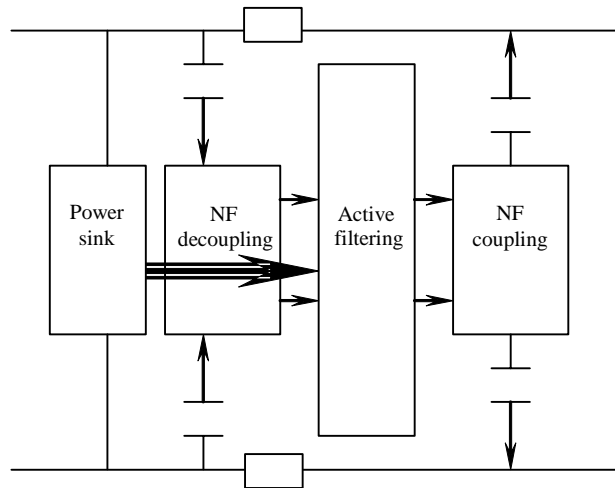 Power
sink
NF
decoupling
Active
filtering
NF
coupling